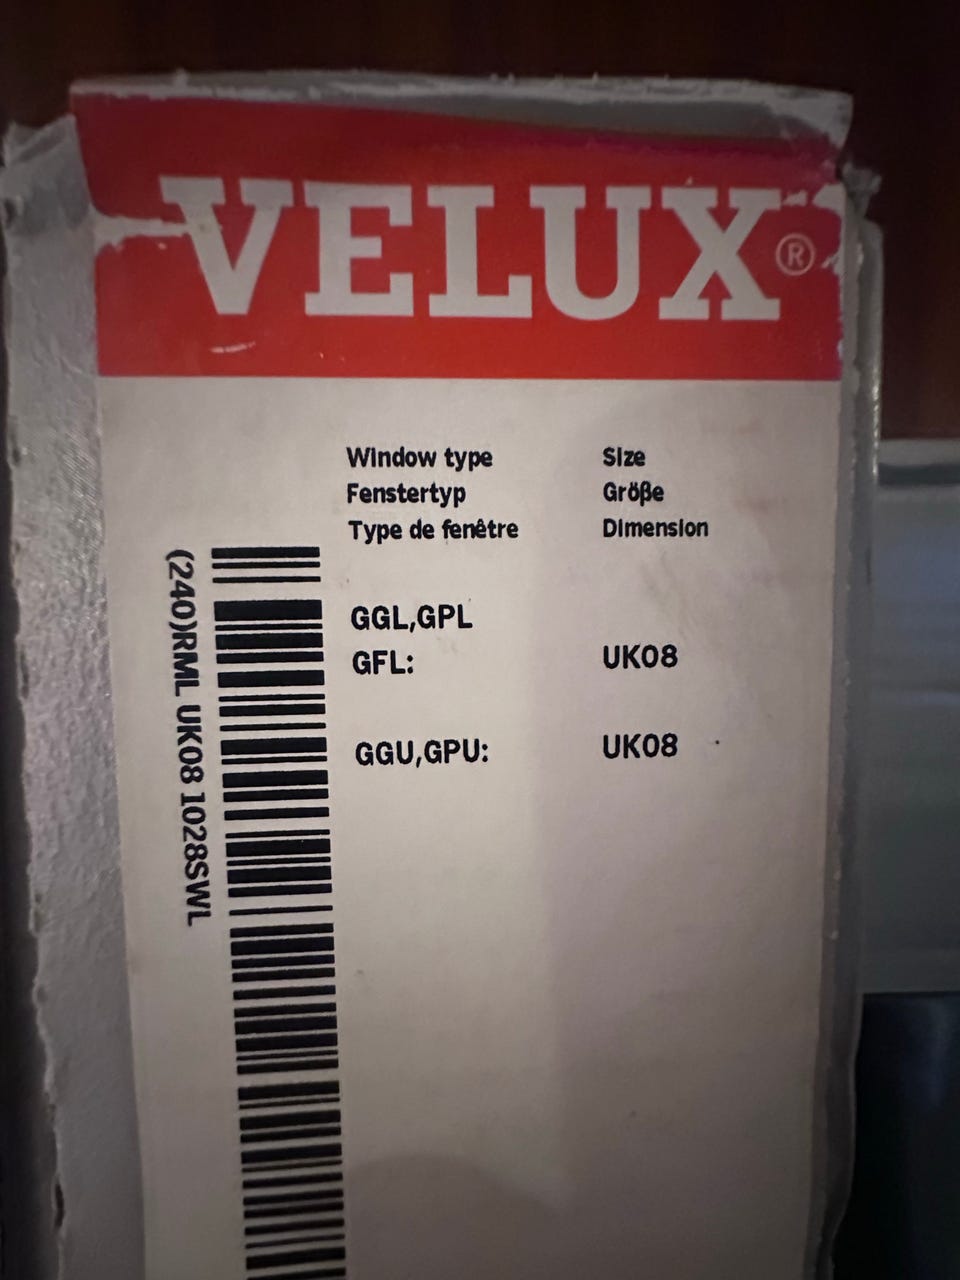 VELUX®
Window type Size
Fenstertyp Größe
Type de fenêtre Dimension
GGL,GPL
GFL: UK08
GGU,GPU: UK08
(240)RML UK08 1028SWL